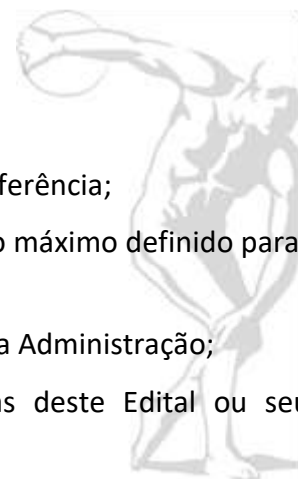 ferência;
o máximo definido para
a Administração;
as deste Edital ou seu